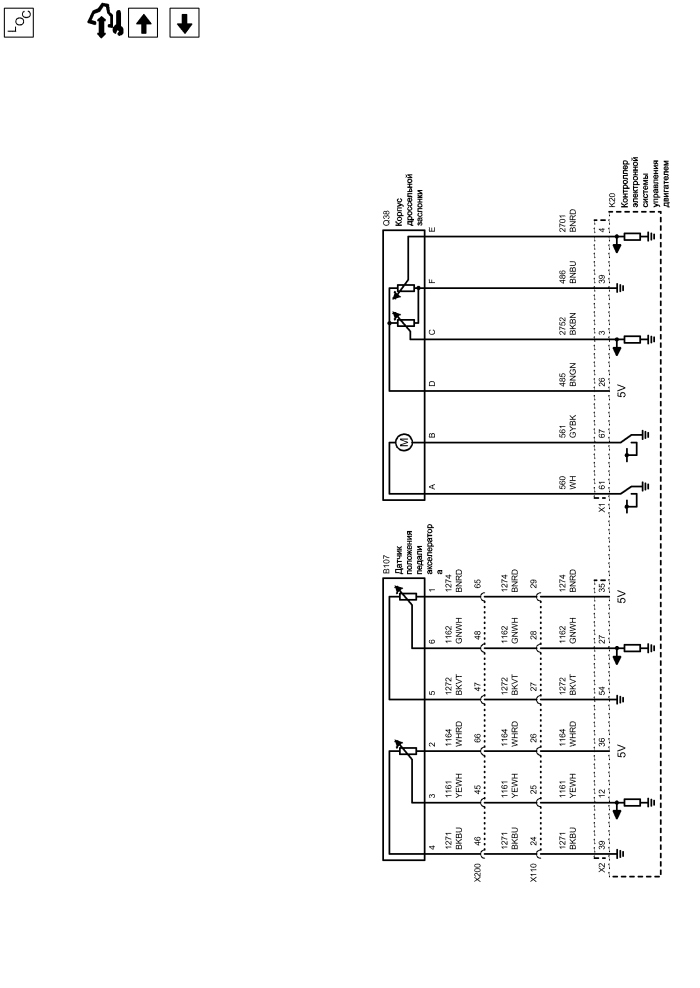 LOC
Q38
Корпус
дроссельной
заслонки
K20
Контроллер
электронной
системы
управления
двигателем
E
2701
BNRD
4
F
486
BNBU
39
C
2752
BKBN
3
D
485
BNGN
26
5V
B
561
GYBK
67
A
560
WH
61
X1
M
B107
Датчик
положения
педали
акселератор
а
1
1274
BNRD
65
1274
BNRD
29
1274
BNRD
35
5V
6
1162
GNWH
48
1162
GNWH
28
1162
GNWH
27
5
1272
BKVT
47
1272
BKVT
27
1272
BKVT
54
2
1164
WHRD
66
1164
WHRD
26
1164
WHRD
36
5V
3
1161
YEWH
45
1161
YEWH
25
1161
YEWH
12
4
1271
BKBU
46
1271
BKBU
24
1271
BKBU
39
X200
X110
X2